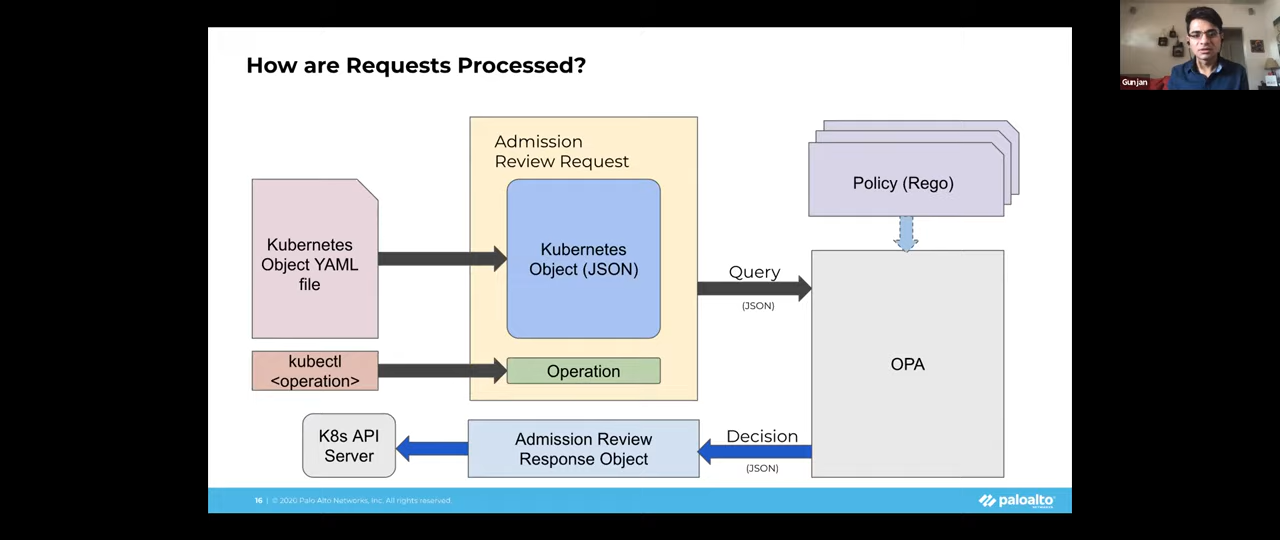 Gunjan
How are Requests Processed?
Admission
Review Request
Kubernetes
Object YAML
file
Kubernetes
Object (JSON)
kubectl
<operation>
Operation
Query
(JSON)
Policy (Rego)
OPA
Decision
(JSON)
Admission Review
Response Object
K8s API
Server
16 | © 2020 Palo Alto Networks, Inc. All rights reserved.
paloalto
NETWORKS